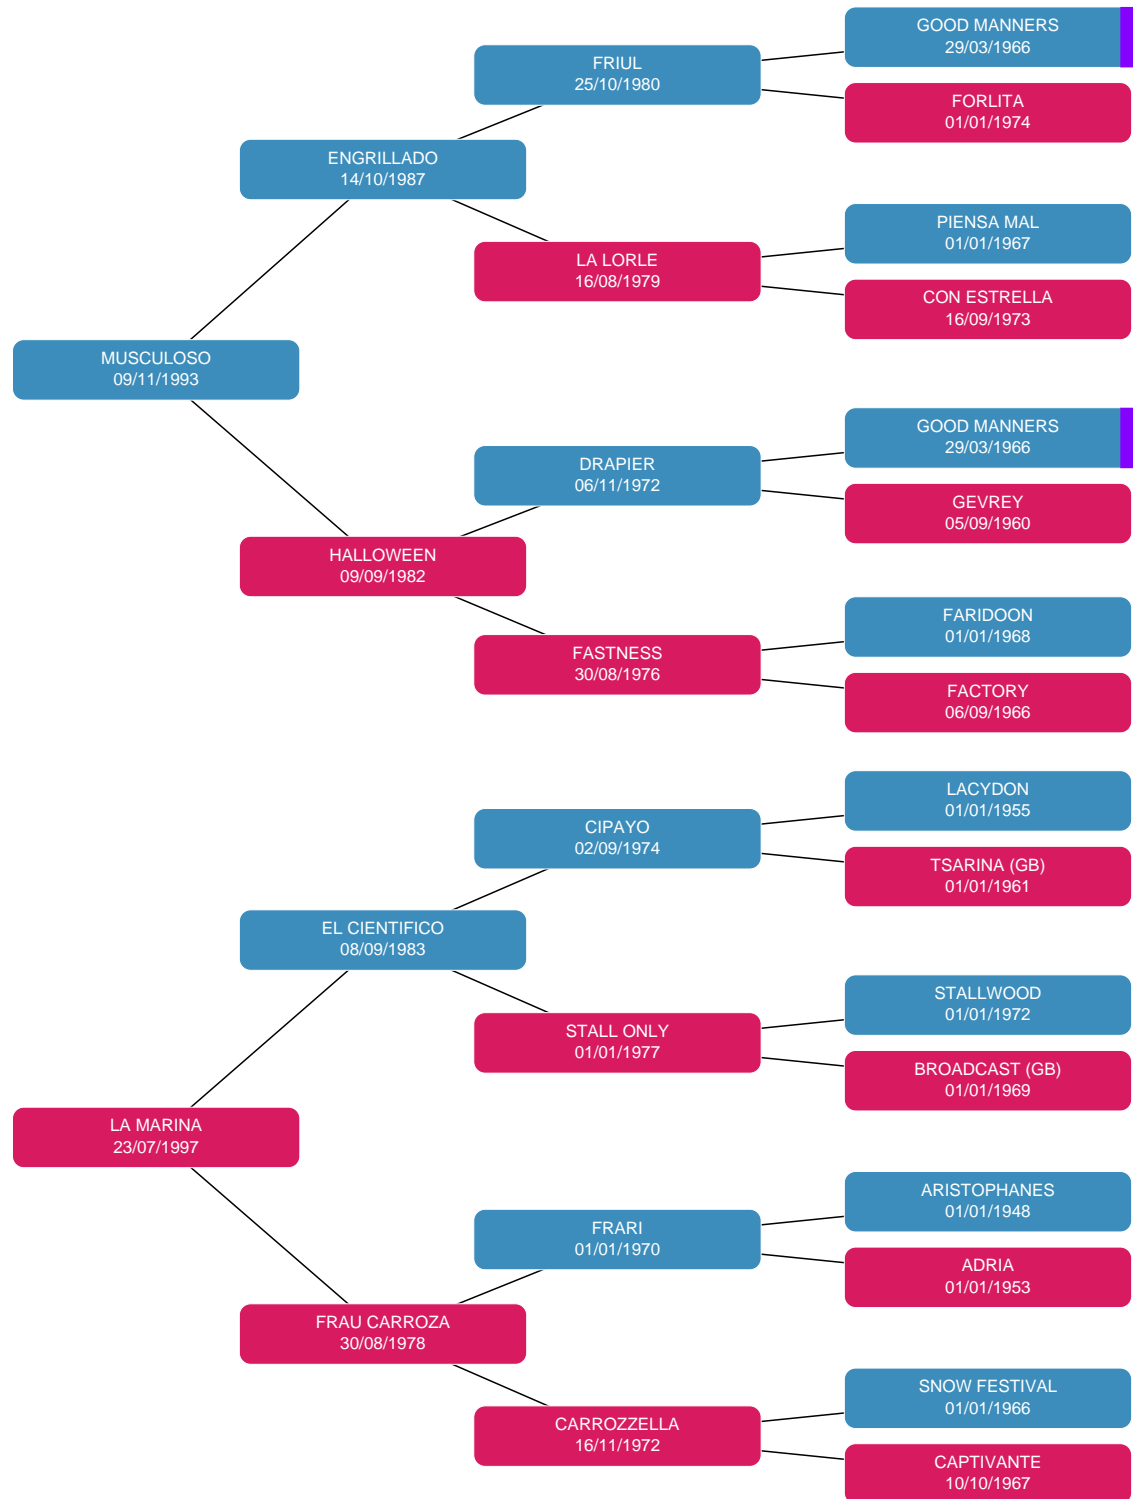 GOOD MANNERS
29/03/1966
FRIUL
25/10/1980
FORLITA
01/01/1974
ENGRILLADO
14/10/1987
PIENSA MAL
01/01/1967
LA LORLE
16/08/1979
CON ESTRELLA
16/09/1973
MUSCULOSO
09/11/1993
GOOD MANNERS
29/03/1966
DRAPIER
06/11/1972
GEVREY
05/09/1960
HALLOWEEN
09/09/1982
FARIDOON
01/01/1968
FASTNESS
30/08/1976
FACTORY
06/09/1966
LACYDON
01/01/1955
CIPAYO
02/09/1974
TSARINA (GB)
01/01/1961
EL CIENTIFICO
08/09/1983
STALLWOOD
01/01/1972
STALL ONLY
01/01/1977
BROADCAST (GB)
01/01/1969
LA MARINA
23/07/1997
ARISTOPHANES
01/01/1948
FRARI
01/01/1970
ADRIA
01/01/1953
FRAU CARROZA
30/08/1978
SNOW FESTIVAL
01/01/1966
CARROZZELLA
16/11/1972
CAPTIVANTE
10/10/1967